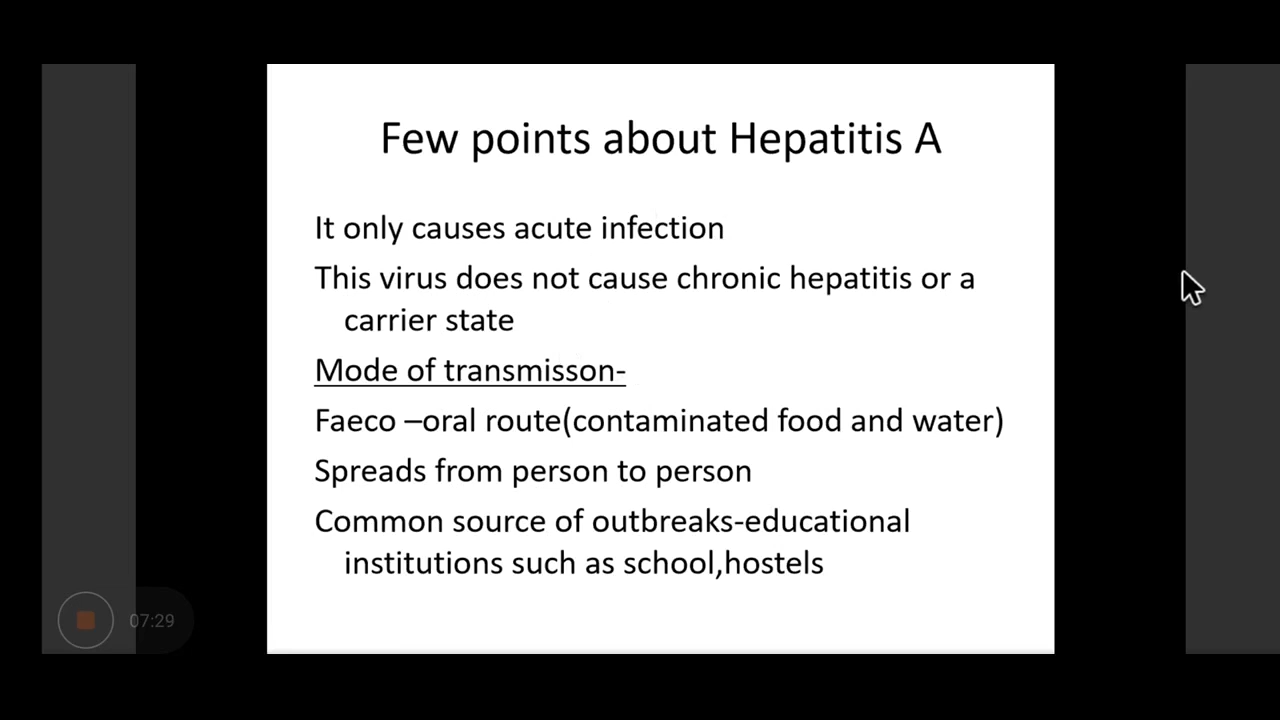 Few points about Hepatitis A
It only causes acute infection
This virus does not cause chronic hepatitis or a
carrier state
Mode of transmisson-
Faeco –oral route(contaminated food and water)
Spreads from person to person
Common source of outbreaks-educational
institutions such as school,hostels
07:29